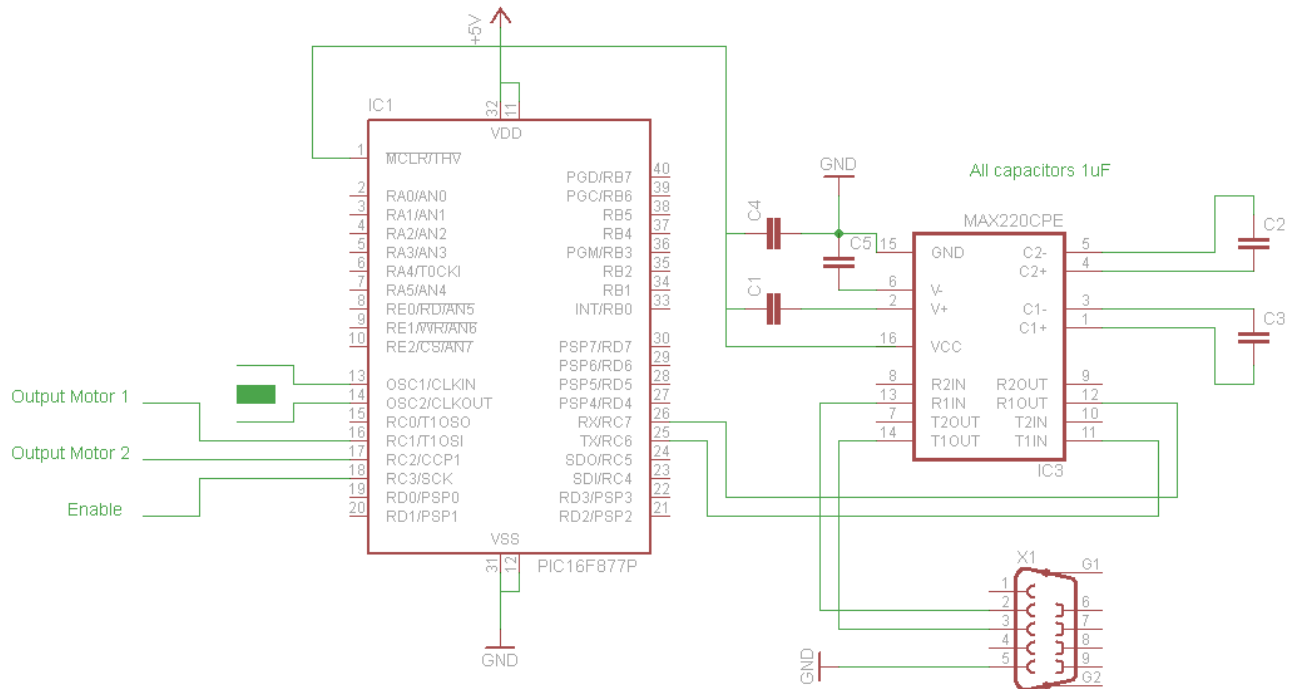 +5V
IC1
32
11
VDD
1
MCLR/THV
2
RA0/AN0
3
RA1/AN1
4
RA2/AN2
5
RA3/AN3
6
RA4/T0CKI
7
RA5/AN4
8
RE0/RD/AN5
9
RE1/WR/AN6
10
RE2/CS/AN7
13
OSC1/CLKIN
14
OSC2/CLKOUT
15
RC0/T1OSO
16
RC1/T1OSI
17
RC2/CCP1
18
RC3/SCK
19
RD0/PSP0
20
RD1/PSP1
PGD/RB7
40
PGC/RB6
39
RB5
38
RB4
37
PGM/RB3
36
RB2
35
RB1
34
INT/RB0
33
PSP7/RD7
30
PSP6/RD6
29
PSP5/RD5
28
PSP4/RD4
27
RX/RC7
26
TX/RC6
25
SDO/RC5
24
SDI/RC4
23
RD3/PSP3
22
RD2/PSP2
21
VSS
31
12
PIC16F877P
GND
Output Motor 1
Output Motor 2
Enable
GND
C4
C5
C1
All capacitors 1uF
MAX220CPE
15
GND
6
V-
2
V+
16
VCC
8
R2IN
13
R1IN
7
T2OUT
14
T1OUT
C2-
5
C2+
4
C1-
3
C1+
1
R2OUT
9
R1OUT
12
T2IN
10
T1IN
11
IC3
C2
C3
X1
G1
1
2
3
4
5
6
7
8
9
G2
GND